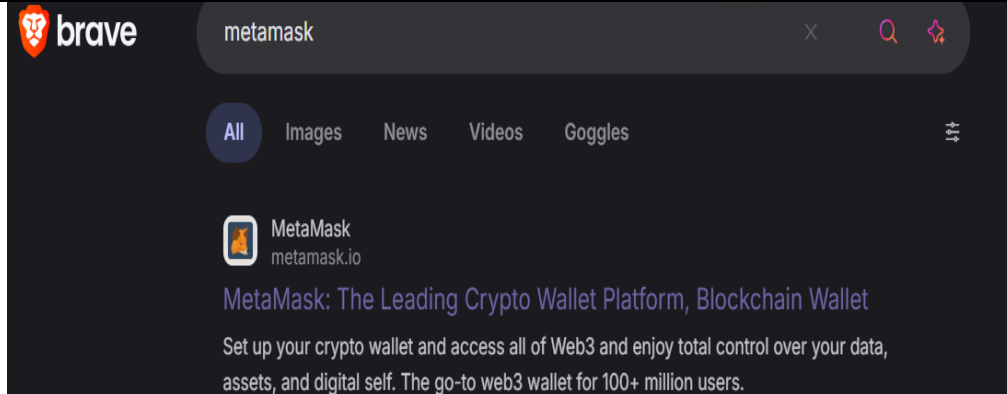 brave
metamask
All Images News Videos Goggles
MetaMask
metamask.io
MetaMask: The Leading Crypto Wallet Platform, Blockchain Wallet
Set up your crypto wallet and access all of Web3 and enjoy total control over your data,
assets, and digital self. The go-to web3 wallet for 100+ million users.